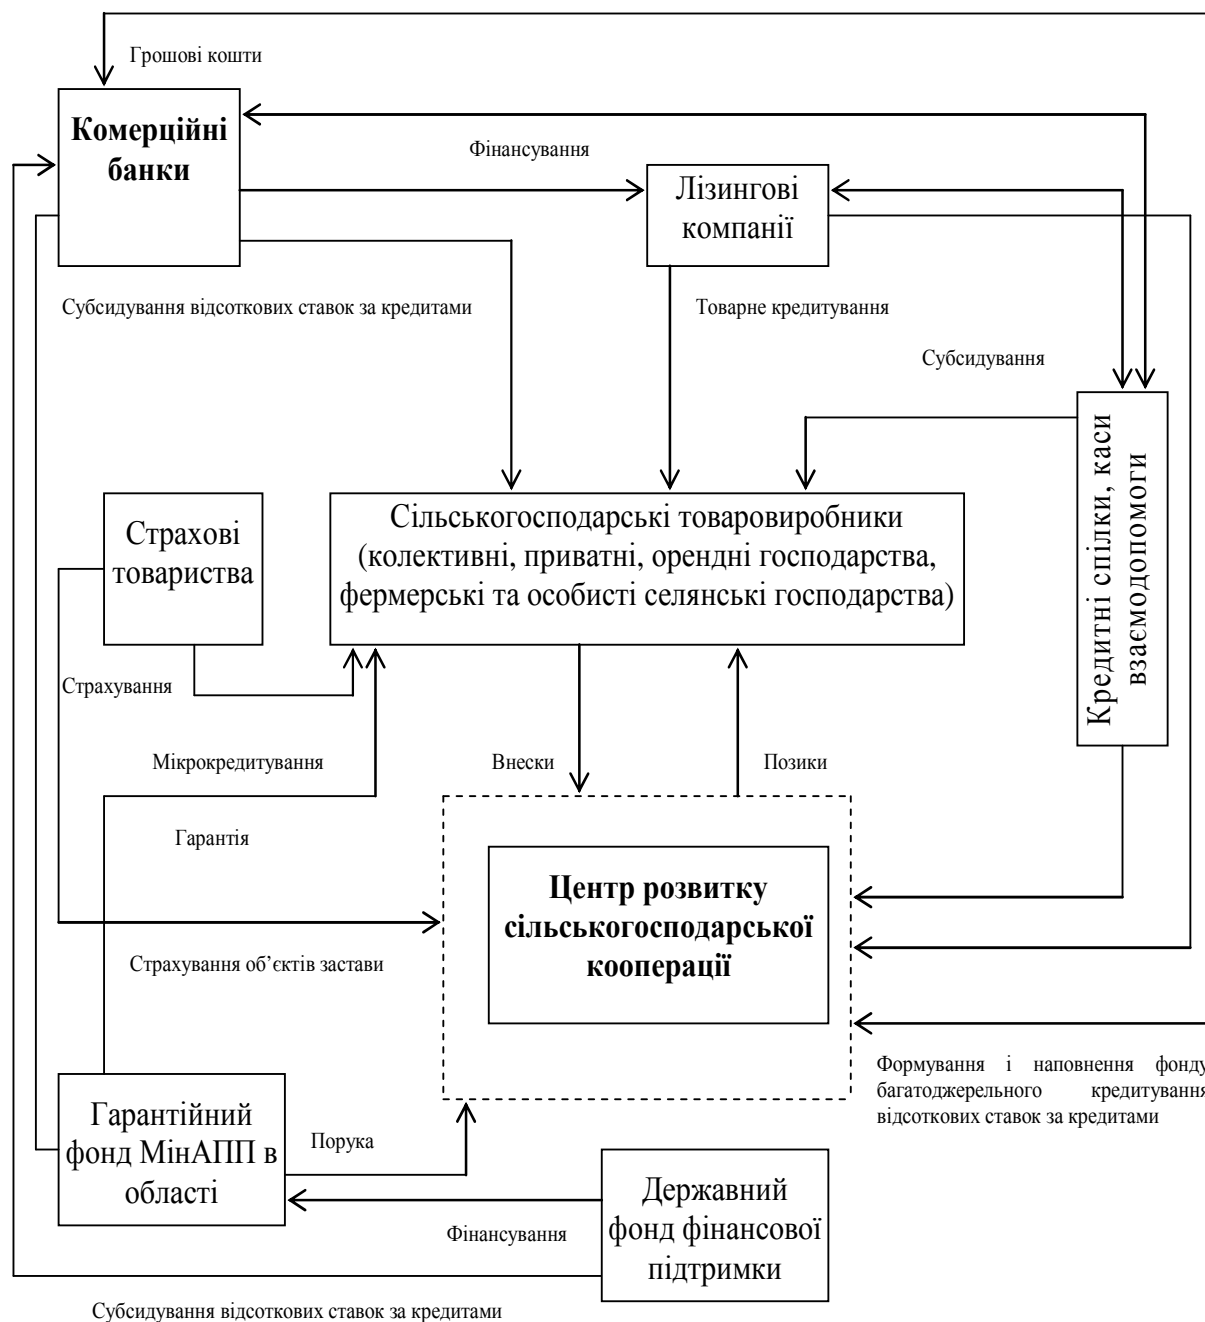 Грошові кошти
Комерційні
банки
Фінансування
Лізингові
компанії
Субсидування відсоткових ставок за кредитами
Товарне кредитування
Субсидування
Кредитні спілки, каси
взаємодопомоги
Страхові
товариства
Сільськогосподарські товаровиробники
(колективні, приватні, орендні господарства,
фермерські та особисті селянські господарства)
Страхування
Мікрокредитування
Внески
Позики
Гарантія
Центр розвитку
сільськогосподарської
кооперації
Страхування об’єктів застави
Формування і наповнення фонду
багатоджерельного кредитування
відсоткових ставок за кредитами
Гарантійний
фонд МінАПП в
області
Порука
Державний
фонд фінансової
підтримки
Фінансування
Субсидування відсоткових ставок за кредитами